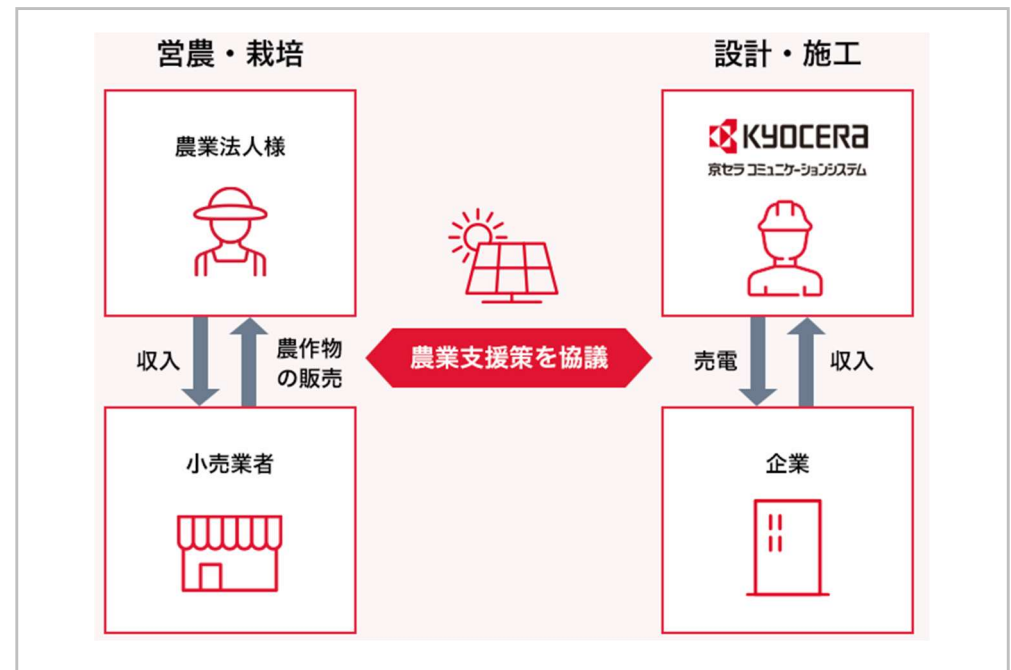 営農・栽培
設計・施工
農業法人様
KYOCERA
京セラ コミュニケーションシステム
収入
農作物
の販売
農業支援策を協議
売電
収入
小売業者
企業